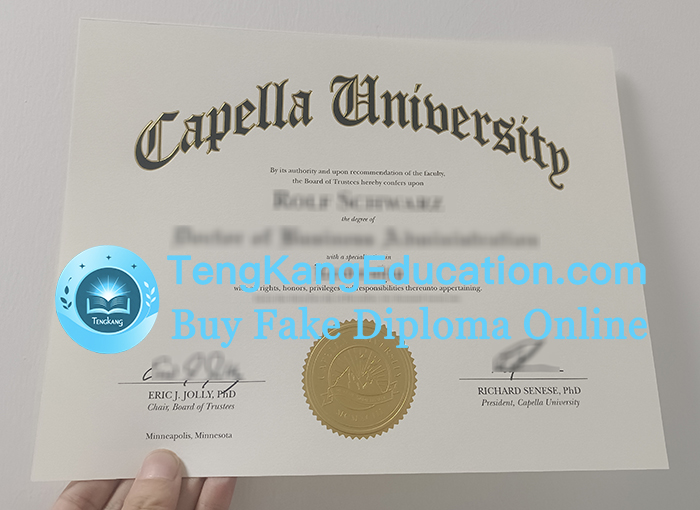 Capella University
By its authority and upon recommendation of the faculty,
the Board of Trustees hereby confers upon
the degree of
with a
TengKangEducation.com
rights, honors, privileges responsibilities thereunto appertaining.
TENGKANG
Buy Fake Diploma Online
ERIC J. JOLLY, PhD
Chair, Board of Trustees
RICHARD SENESE, PhD
President, Capella University
Minneapolis, Minnesota